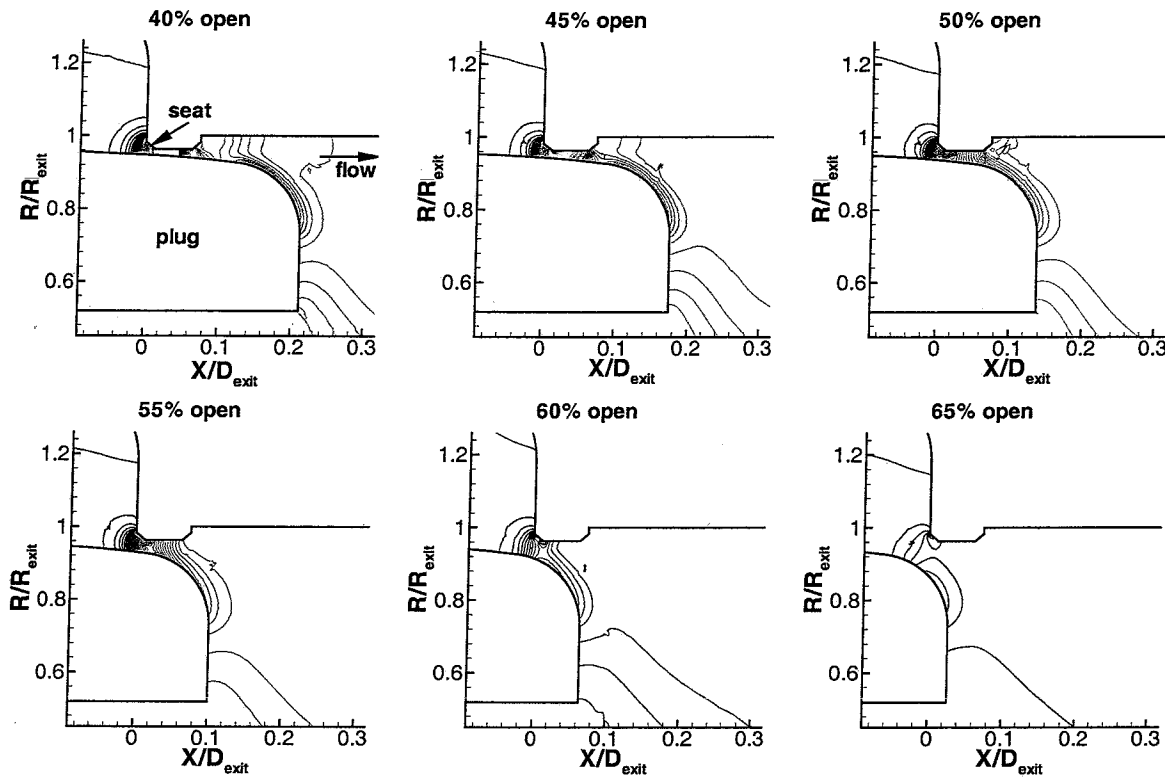 40% open
45% open
50% open
1.2
1
0.8
0.6
R/R_exit
seat
flow
plug
0 0.1 0.2 0.3
X/D_exit
1.2
1
0.8
0.6
R/R_exit
0 0.1 0.2 0.3
X/D_exit
1.2
1
0.8
0.6
R/R_exit
0 0.1 0.2 0.3
X/D_exit
55% open
60% open
65% open
1.2
1
0.8
0.6
R/R_exit
0 0.1 0.2 0.3
X/D_exit
1.2
1
0.8
0.6
R/R_exit
0 0.1 0.2 0.3
X/D_exit
1.2
1
0.8
0.6
R/R_exit
0 0.1 0.2 0.3
X/D_exit